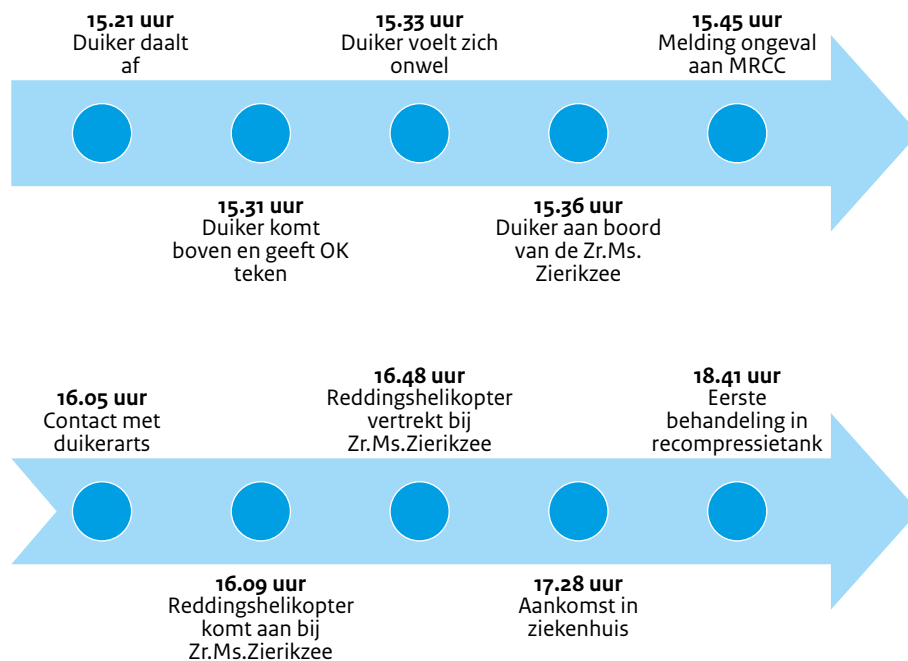 15.21 uur
Duiker daalt
af
15.33 uur
Duiker voelt zich
onwel
15.45 uur
Melding ongeval
aan MRCC
15.31 uur
Duiker komt
boven en geeft OK
teken
15.36 uur
Duiker aan boord
van de Zr.Ms.
Zierikzee
16.05 uur
Contact met
duikerarts
16.48 uur
Reddingshelikopter
vertrekt bij
Zr.Ms.Zierikzee
18.41 uur
Eerste
behandeling in
recompressietank
16.09 uur
Reddingshelikopter
komt aan bij
Zr.Ms.Zierikzee
17.28 uur
Aankomst in
ziekenhuis